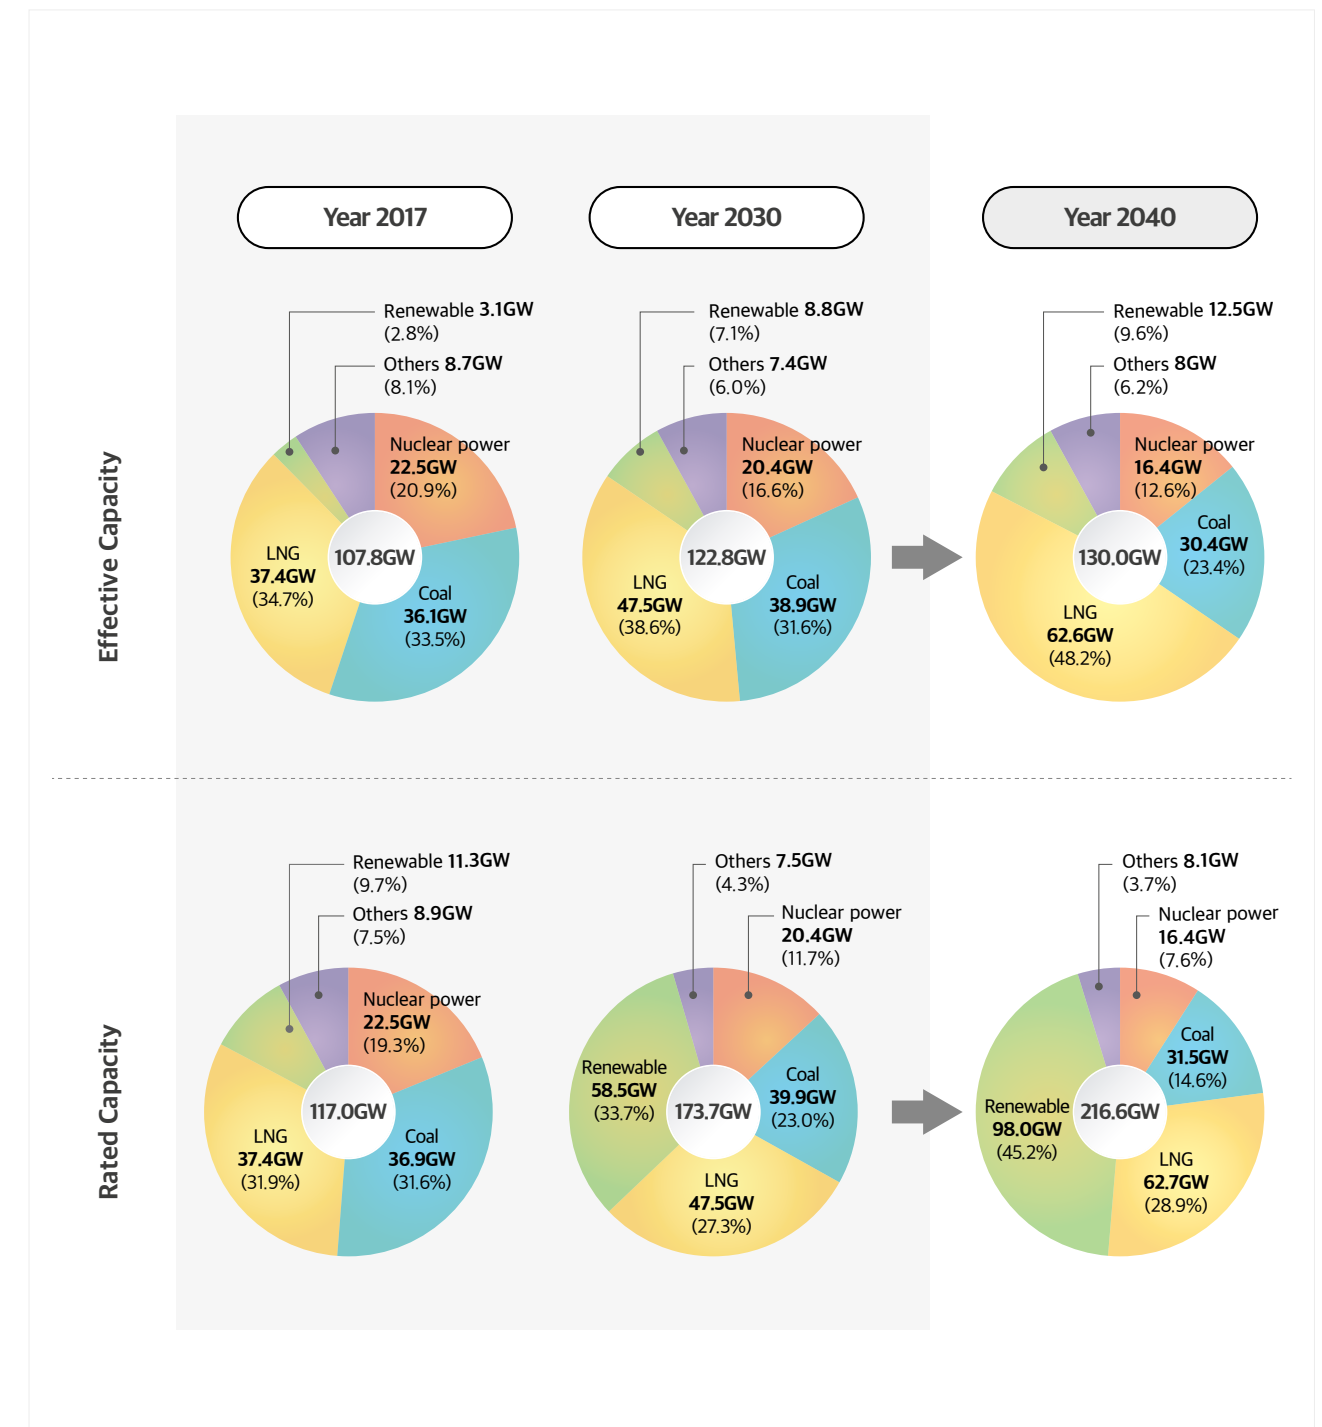 Year 2017
Year 2030
Year 2040
Effective Capacity
Renewable 3.1GW
(2.8%)
Others 8.7GW
(8.1%)
Nuclear power
22.5GW
(20.9%)
LNG
37.4GW
(34.7%)
107.8GW
Coal
36.1GW
(33.5%)
Renewable 8.8GW
(7.1%)
Others 7.4GW
(6.0%)
Nuclear power
20.4GW
(16.6%)
LNG
47.5GW
(38.6%)
122.8GW
Coal
38.9GW
(31.6%)
Renewable 12.5GW
(9.6%)
Others 8GW
(6.2%)
Nuclear power
16.4GW
(12.6%)
Coal
30.4GW
(23.4%)
130.0GW
LNG
62.6GW
(48.2%)
Rated Capacity
Renewable 11.3GW
(9.7%)
Others 8.9GW
(7.5%)
Nuclear power
22.5GW
(19.3%)
117.0GW
LNG
37.4GW
(31.9%)
Coal
36.9GW
(31.6%)
Others 7.5GW
(4.3%)
Nuclear power
20.4GW
(11.7%)
Renewable
58.5GW
(33.7%)
173.7GW
Coal
39.9GW
(23.0%)
LNG
47.5GW
(27.3%)
Others 8.1GW
(3.7%)
Nuclear power
16.4GW
(7.6%)
Coal
31.5GW
(14.6%)
Renewable
98.0GW
(45.2%)
216.6GW
LNG
62.7GW
(28.9%)